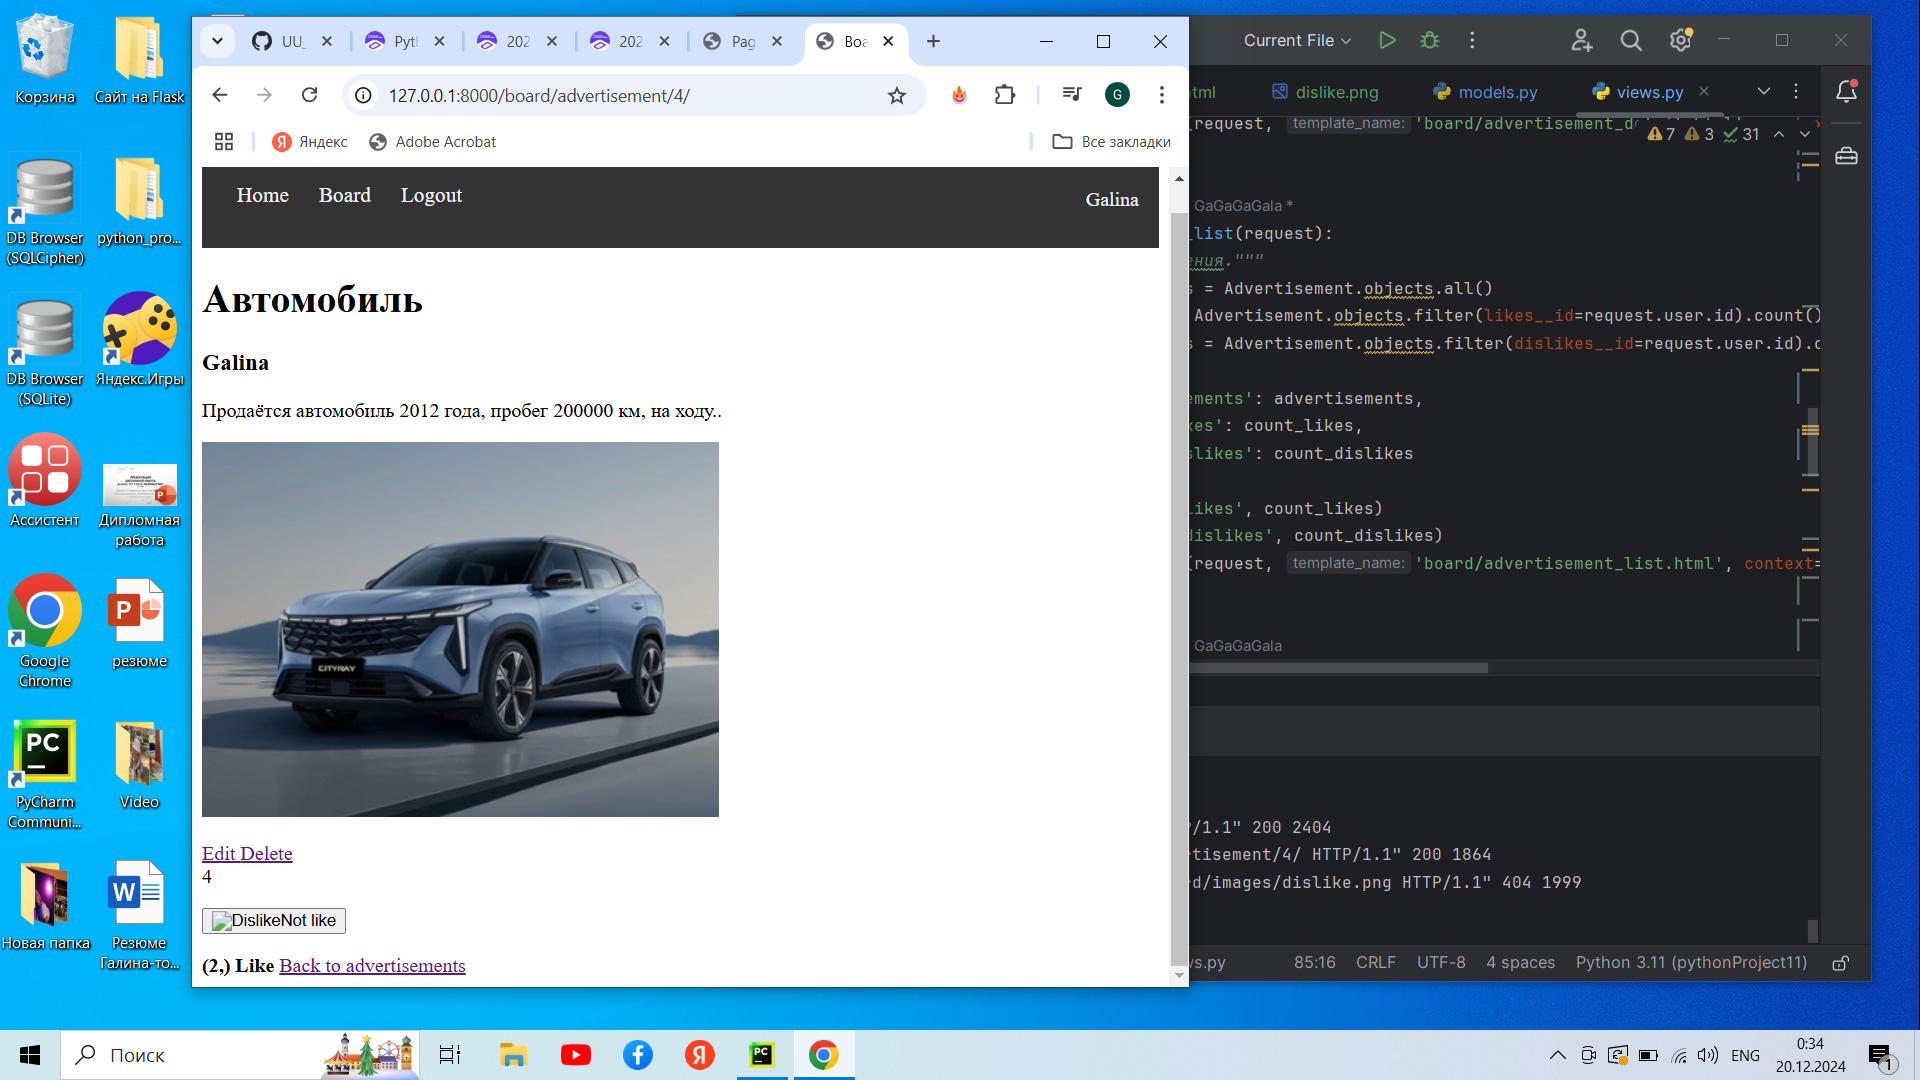 Корзина
Сайт на Flask
DB Browser
(SQLCipher)
python_pro...
DB Browser
(SQLite)
Яндекс.Игры
Ассистент
Дипломная
работа
Google
Chrome
резюме
PyCharm
Communi...
Video
Новая папка
Резюме
Галина-то...
UU_
Pyth
202
202
Pag
Boa
127.0.0.1:8000/board/advertisement/4/
G
Яндекс
Adobe Acrobat
Все закладки
Home
Board
Logout
Galina
Автомобиль
Galina
Продаётся автомобиль 2012 года, пробег 200000 км, на ходу..
CITYRAY
Edit Delete
4
DislikeNot like
(2,) Like Back to advertisements
Current File
html
dislike.png
models.py
views.py
(request, template_name: 'board/advertisement_d
7
3
31
GaGaGaGala *
_list(request):
ения."""
s = Advertisement.objects.all()
Advertisement.objects.filter(likes__id=request.user.id).count()
s = Advertisement.objects.filter(dislikes__id=request.user.id).c
ements': advertisements,
kes': count_likes,
slikes': count_dislikes
likes', count_likes)
dislikes', count_dislikes)
(request, template_name: 'board/advertisement_list.html', context=
GaGaGaGala
P/1.1" 200 2404
rtisement/4/ HTTP/1.1" 200 1864
rd/images/dislike.png HTTP/1.1" 404 1999
ws.py
85:16
CRLF
UTF-8
4 spaces
Python 3.11 (pythonProject11)
Поиск
ENG
0:34
20.12.2024
1